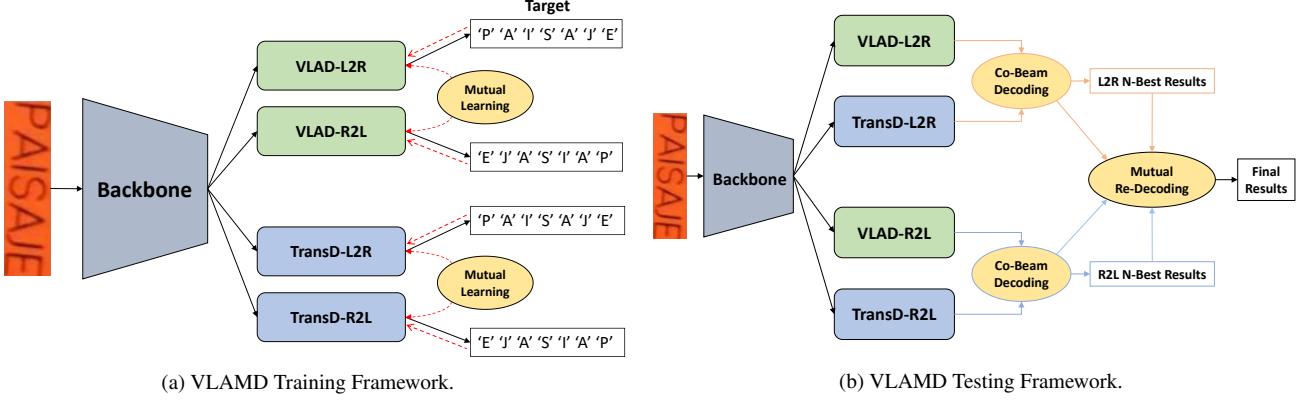 Target
'P' 'A' 'I' 'S' 'A' 'J' 'E'
VLAD-L2R
Mutual
Learning
VLAD-R2L
'E' 'J' 'A' 'S' 'I' 'A' 'P'
PAISAJE
Backbone
'P' 'A' 'I' 'S' 'A' 'J' 'E'
TransD-L2R
Mutual
Learning
TransD-R2L
'E' 'J' 'A' 'S' 'I' 'A' 'P'
(a) VLAMD Training Framework.
VLAD-L2R
Co-Beam
Decoding
L2R N-Best Results
TransD-L2R
PAISAJE
Backbone
Mutual
Re-Decoding
Final
Results
VLAD-R2L
Co-Beam
Decoding
R2L N-Best Results
TransD-R2L
(b) VLAMD Testing Framework.